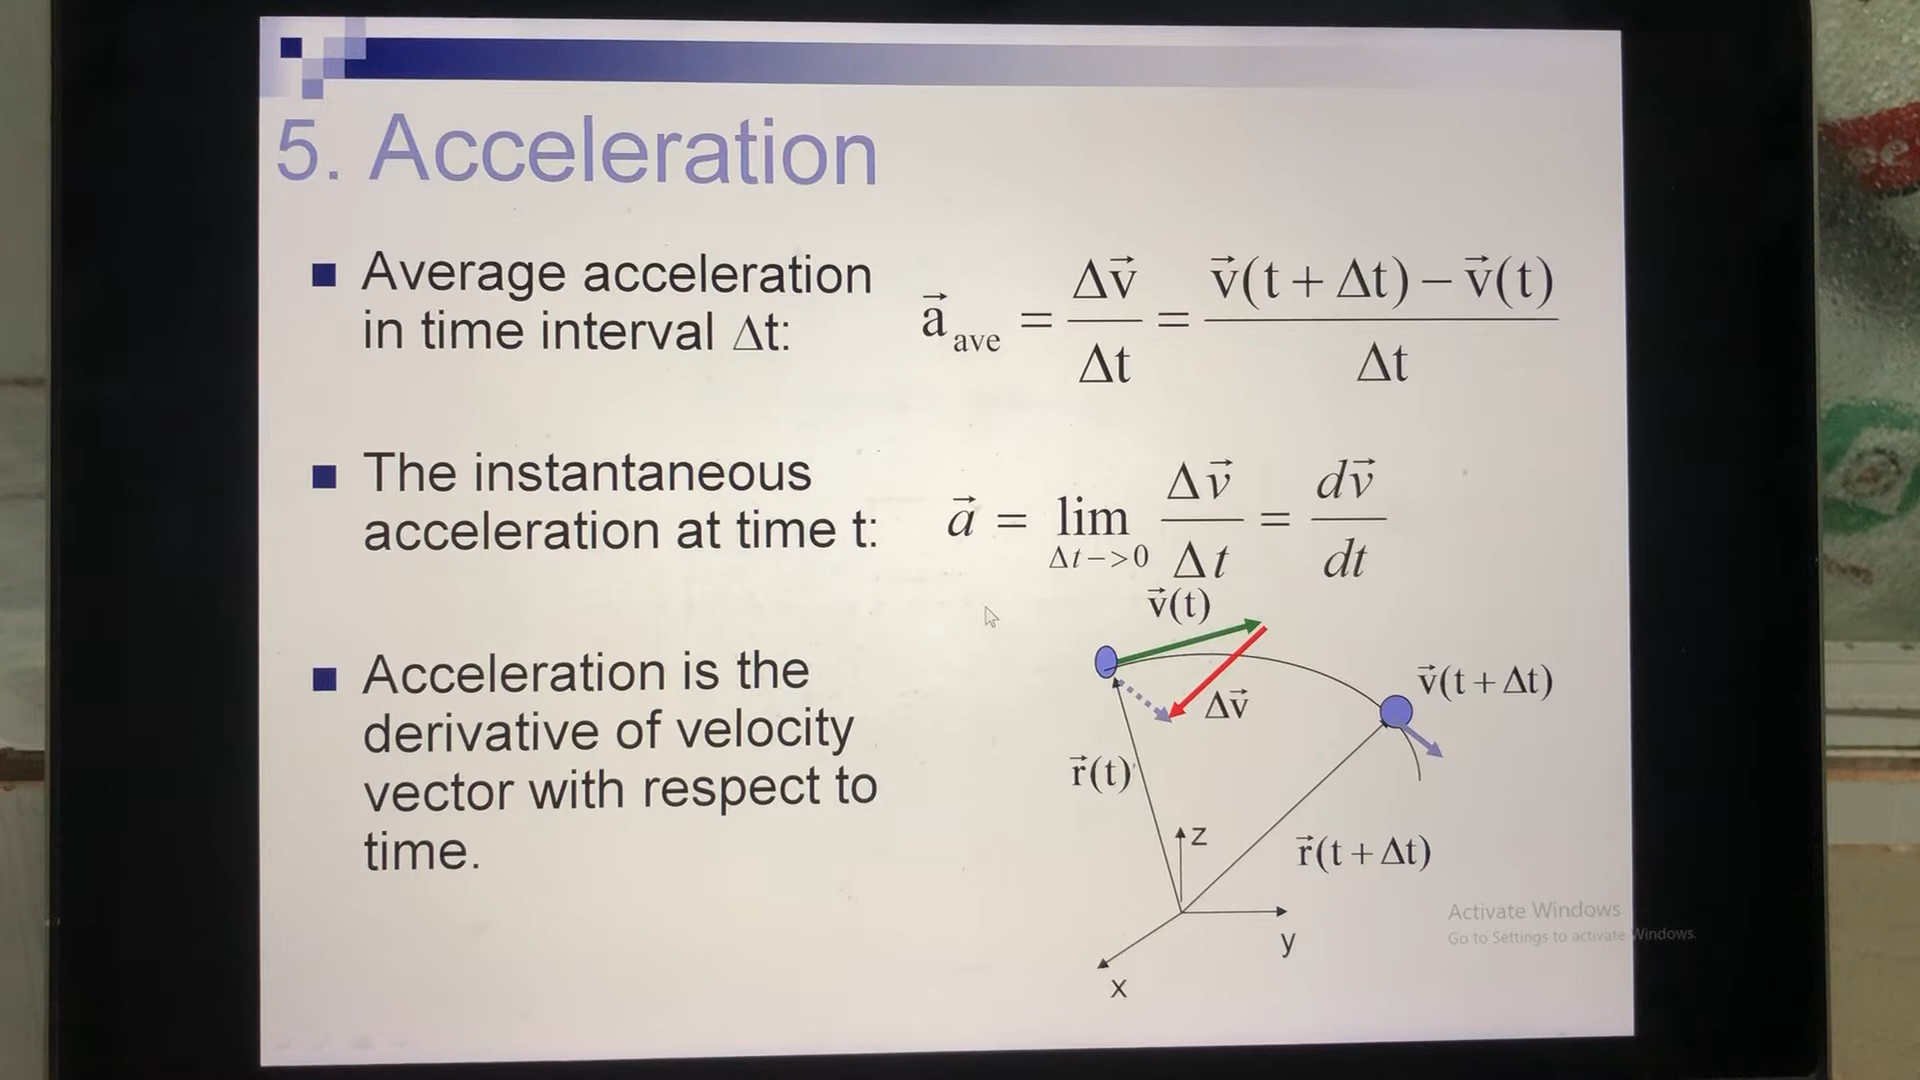 5. Acceleration
■ Average acceleration
in time interval Δt:
a⃗ ave = Δv⃗/Δt = (v⃗(t + Δt) – v⃗(t))/Δt
■ The instantaneous
acceleration at time t:
a⃗ = lim Δt–>0 Δv⃗/Δt = dv⃗/dt
■ Acceleration is the
derivative of velocity
vector with respect to
time.
v⃗(t)
v⃗(t + Δt)
Δv⃗
r⃗(t)
z
r⃗(t + Δt)
y
x
Activate Windows
Go to Settings to activate Windows.